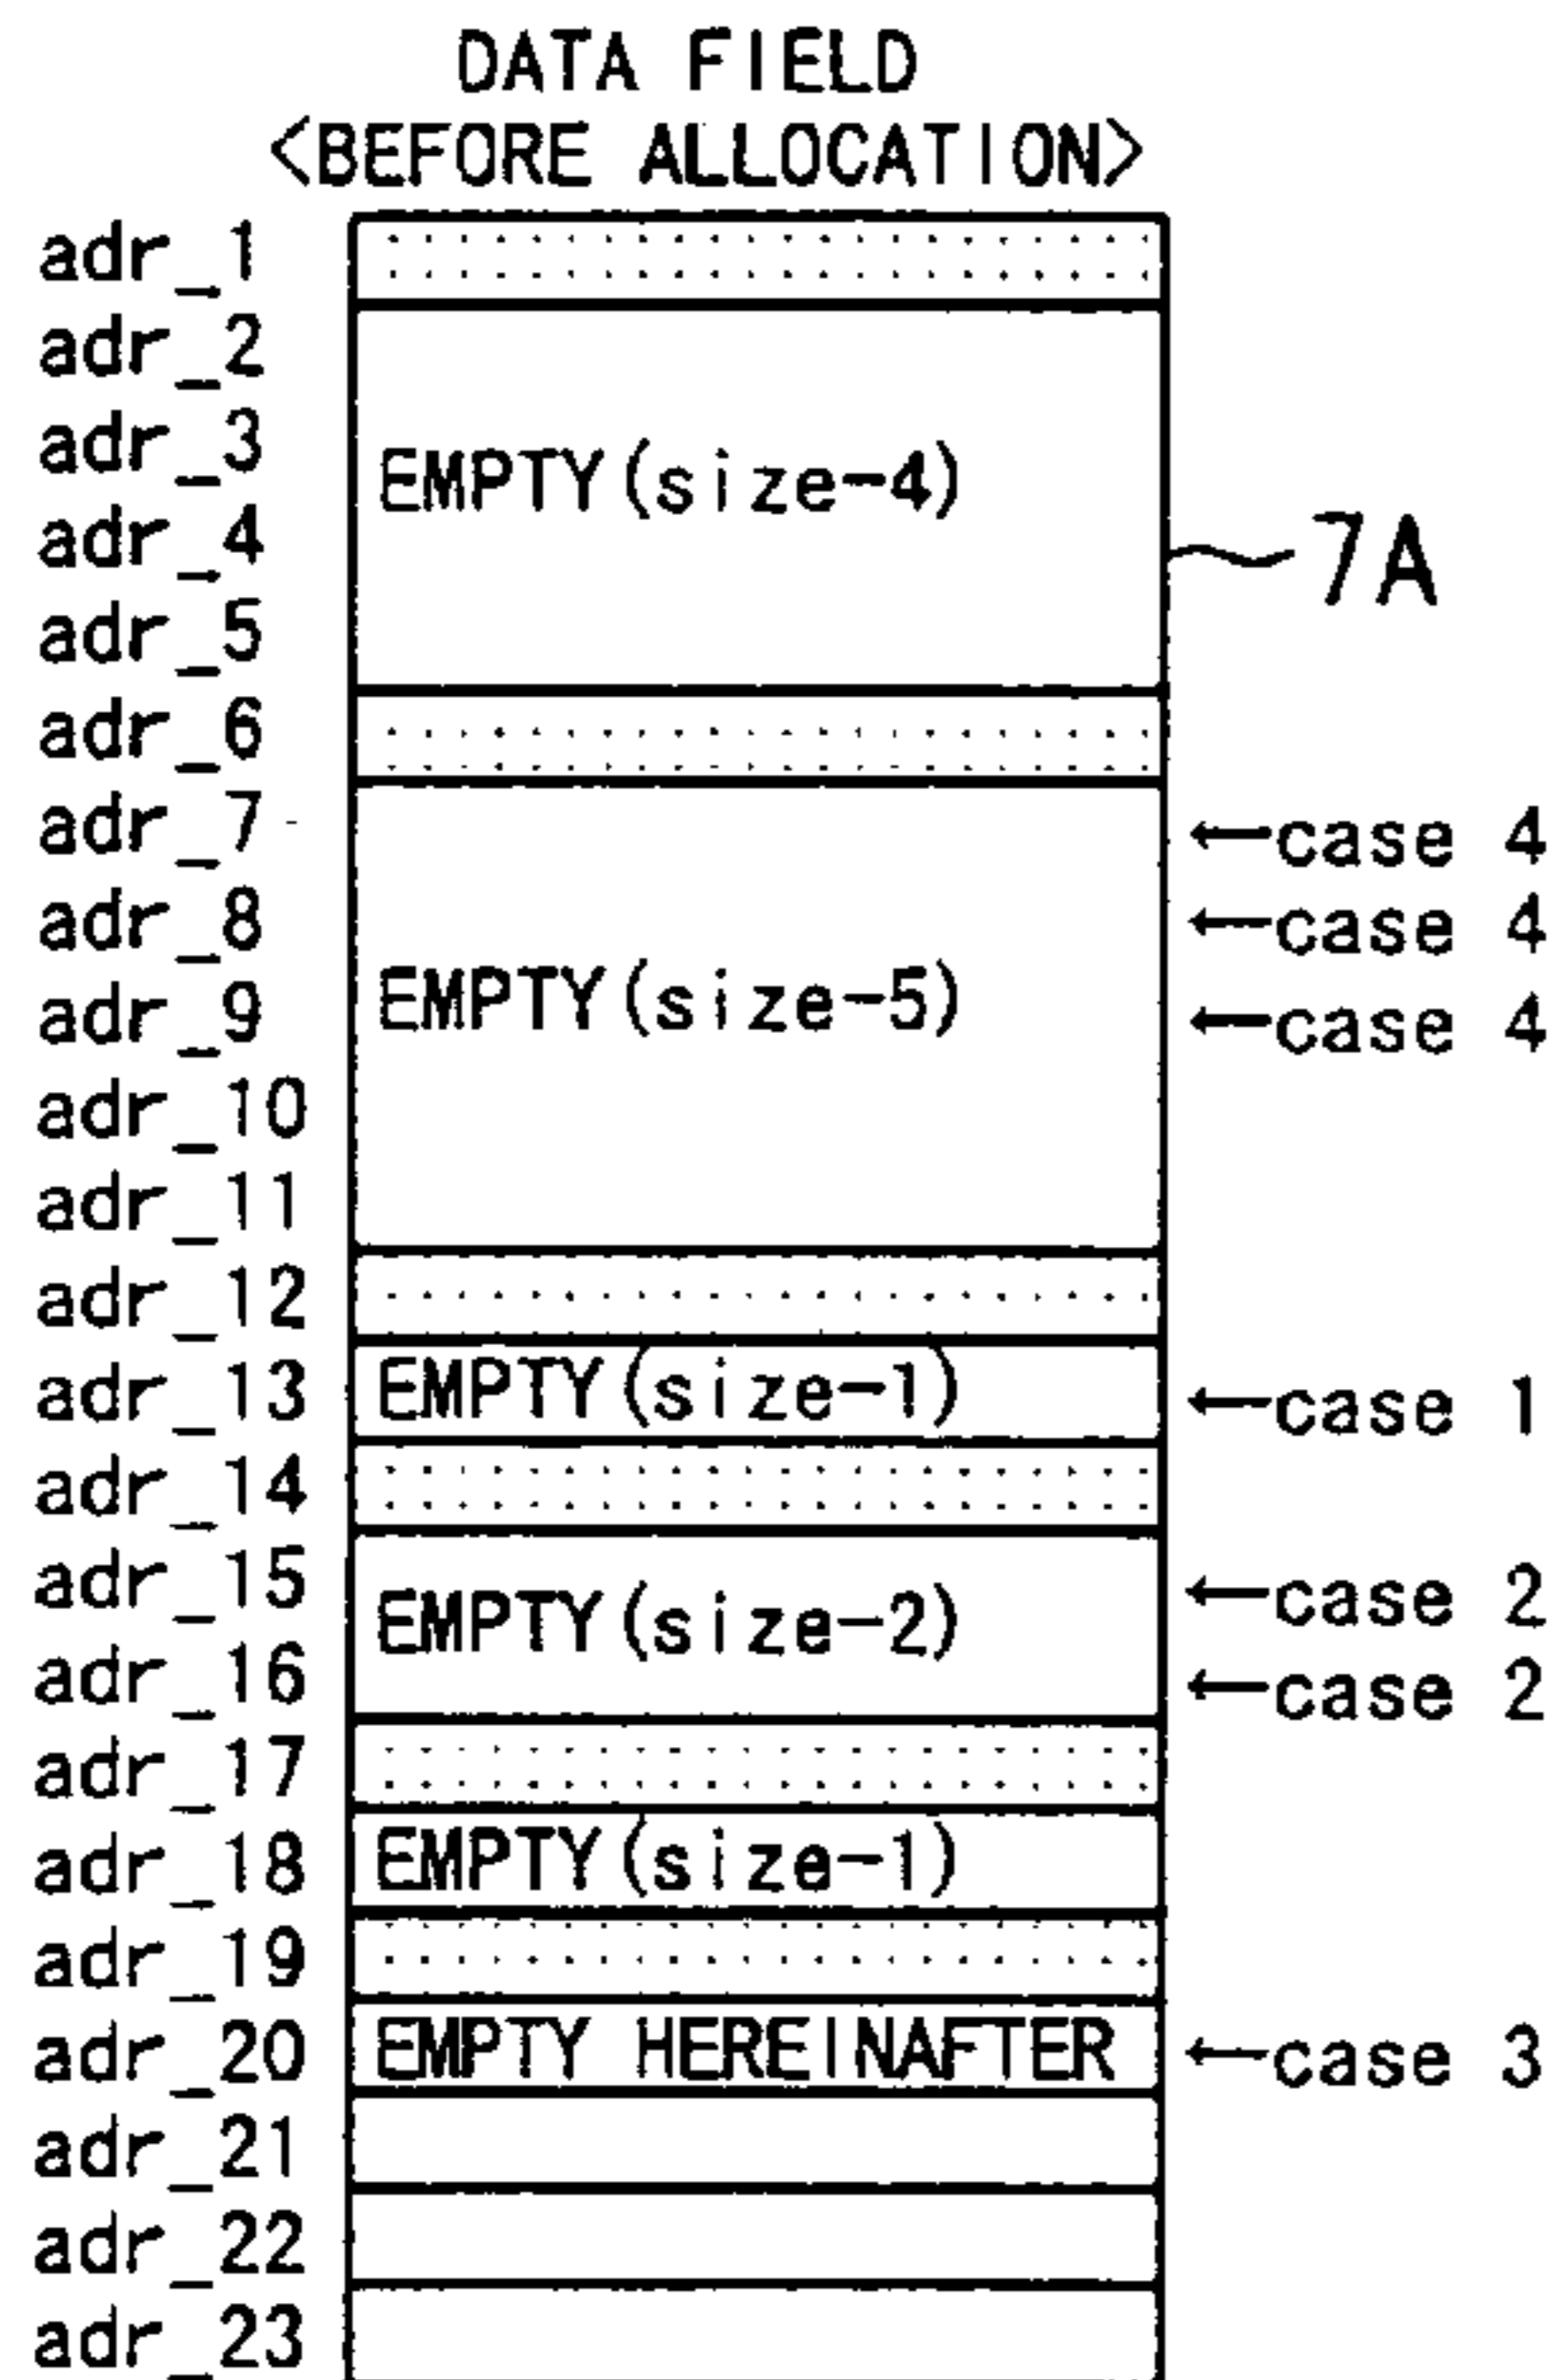 DATA FIELD
<BEFORE ALLOCATION>
adr_1
adr_2
adr_3
EMPTY(size-4)
adr_4
7A
adr_5
adr_6
adr_7
←case 4
adr_8
←case 4
adr_9
EMPTY(size-5)
←case 4
adr_10
adr_11
adr_12
adr_13 EMPTY(size-1) ←case 1
adr_14
adr_15 ←case 2
EMPTY(size-2)
adr_16 ←case 2
adr_17
adr_18 EMPTY(size-1)
adr_19
adr_20 EMPTY HEREINAFTER ←case 3
adr_21
adr_22
adr_23